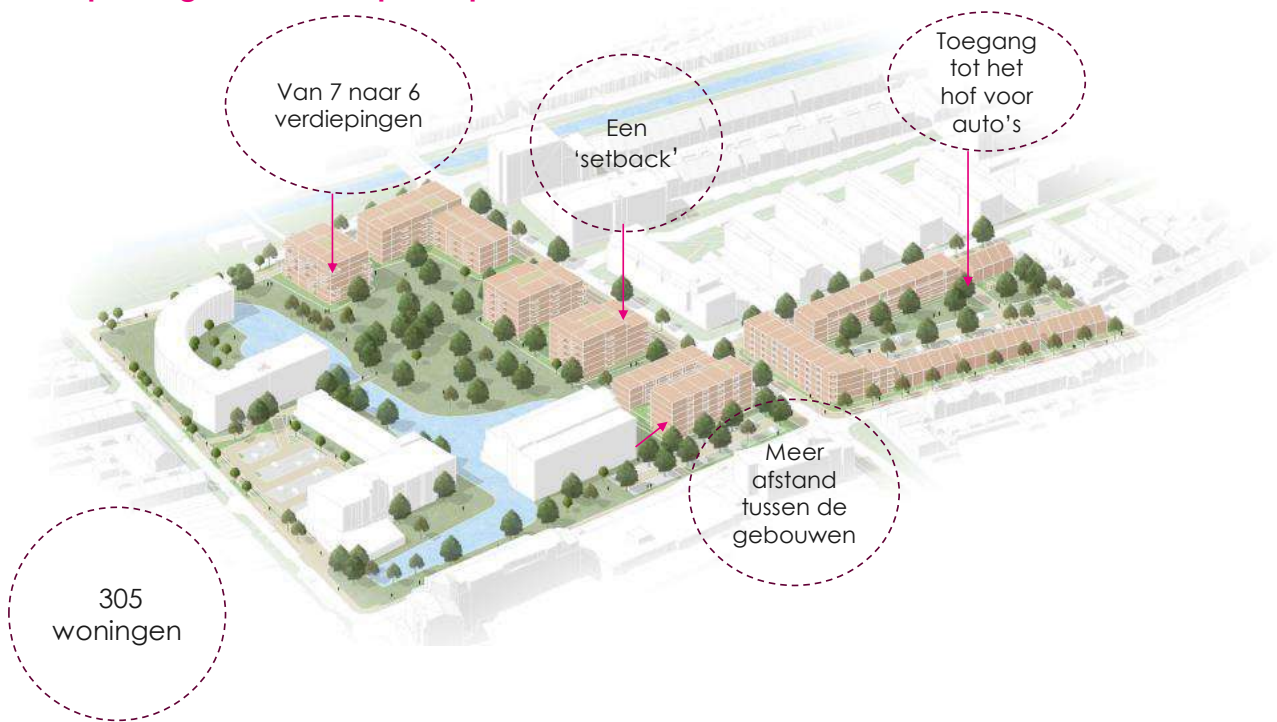 Van 7 naar 6
verdiepingen
Een
‘setback’
Toegang
tot het
hof voor
auto’s
Meer
afstand
tussen de
gebouwen
305
woningen